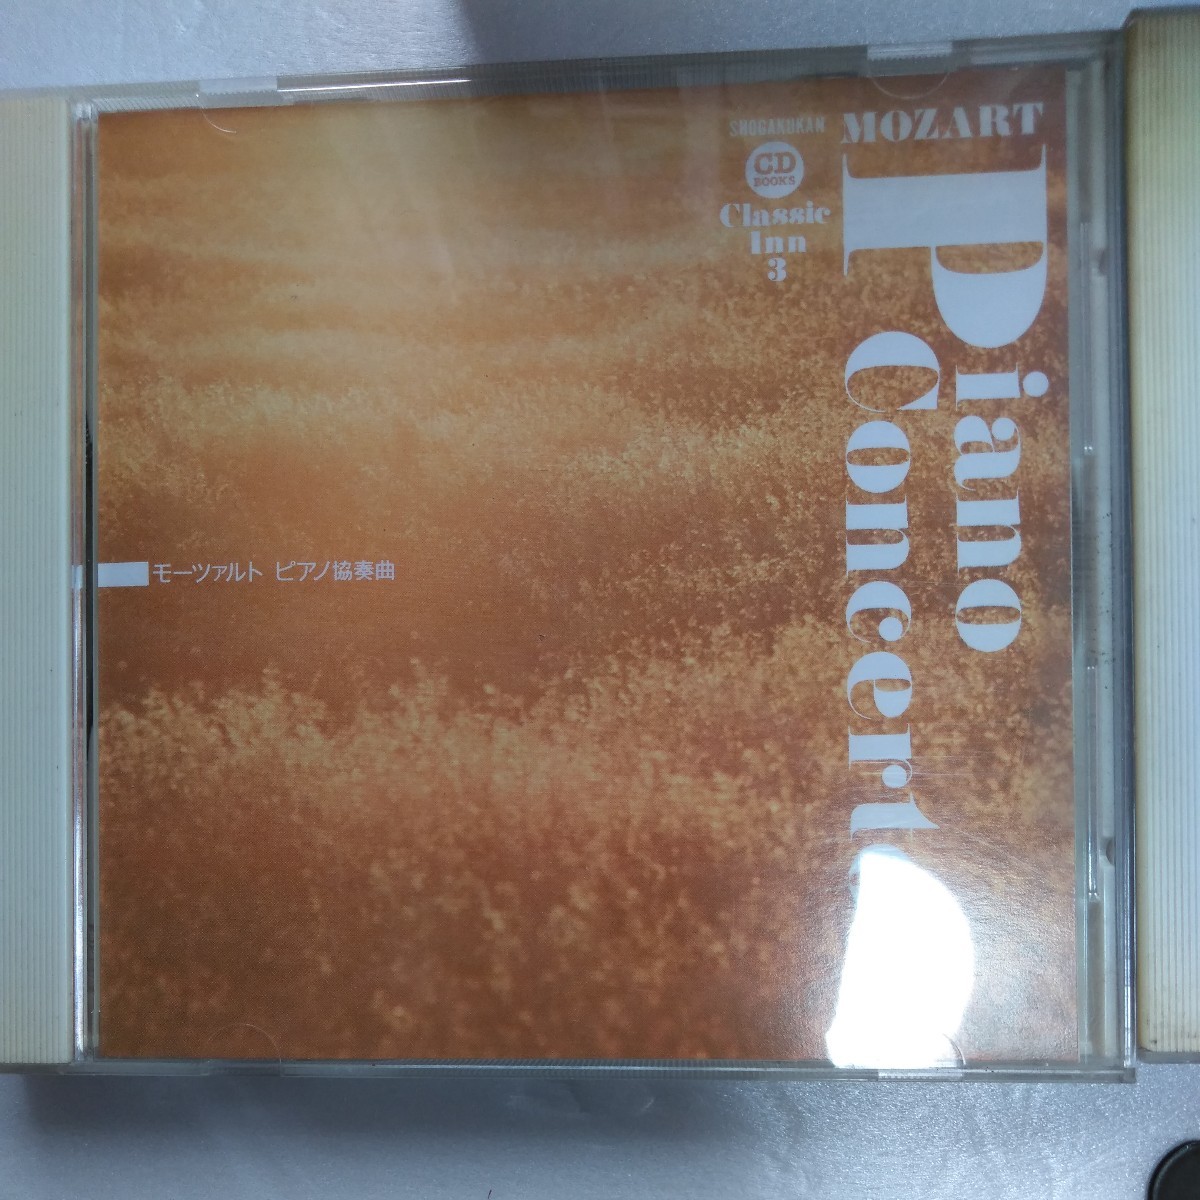 SHOGAKUKAN
CD
BOOKS
Classic
Inn
3
MOZART
Piano
Concerto
モーツァルト ピアノ協奏曲